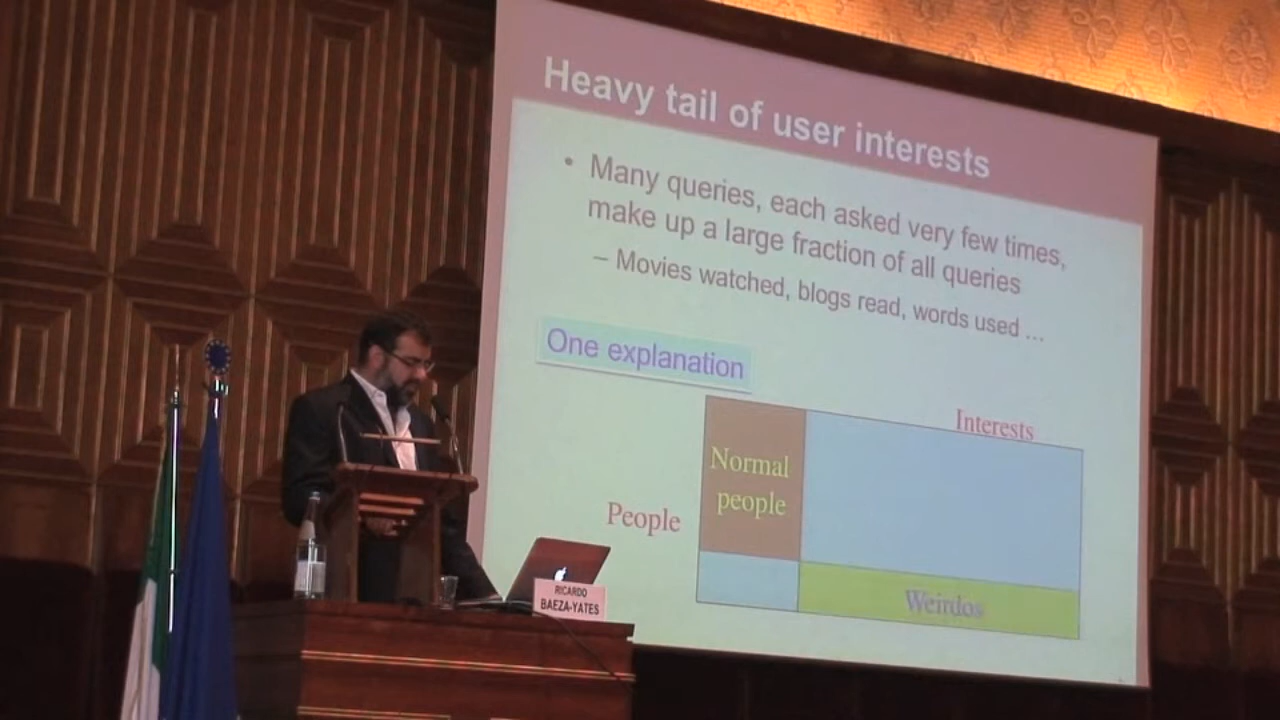 Heavy tail of user interests
• Many queries, each asked very few times,
make up a large fraction of all queries
– Movies watched, blogs read, words used ...
One explanation
Interests
Normal
people
People
Weirdos
RICARDO
BAEZA-YATES